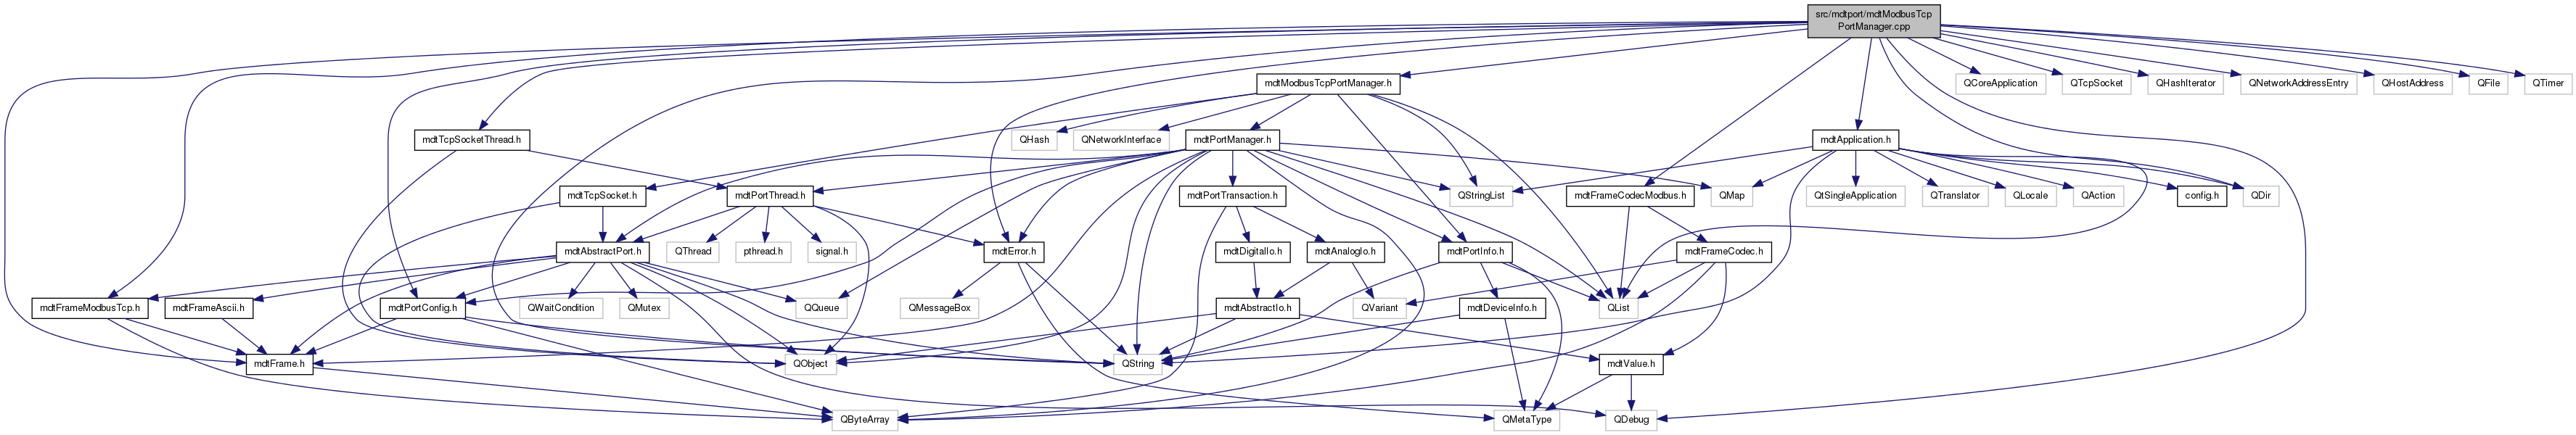 src/mdtport/mdtModbusTcp
PortManager.cpp
mdtModbusTcpPortManager.h
QCoreApplication
QTcpSocket
QHashIterator
QNetworkAddressEntry
QHostAddress
QFile
QTimer
mdtTcpSocketThread.h
QHash
QNetworkInterface
mdtPortManager.h
mdtApplication.h
mdtTcpSocket.h
mdtPortThread.h
mdtPortTransaction.h
QStringList
mdtFrameCodecModbus.h
QMap
QtSingleApplication
QTranslator
QLocale
QAction
config.h
QDir
mdtAbstractPort.h
QThread
pthread.h
signal.h
mdtError.h
mdtDigitalIo.h
mdtAnalogIo.h
mdtPortInfo.h
mdtFrameCodec.h
mdtFrameModbusTcp.h
mdtFrameAscii.h
mdtPortConfig.h
QWaitCondition
QMutex
QQueue
QMessageBox
mdtAbstractIo.h
QVariant
mdtDeviceInfo.h
QList
mdtFrame.h
QObject
QString
mdtValue.h
QByteArray
QMetaType
QDebug